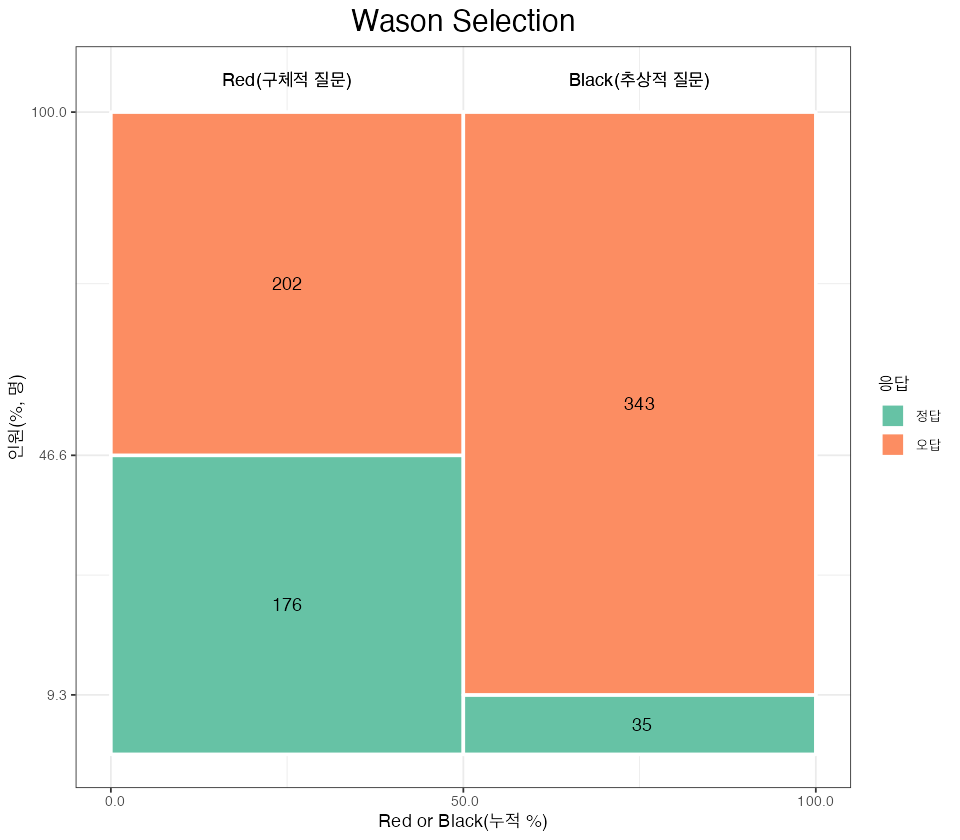 Wason Selection
Red(구체적 질문)
Black(추상적 질문)
100.0
46.6
9.3
인원(%, 명)
202
343
176
35
응답
정답
오답
0.0
50.0
100.0
Red or Black(누적 %)